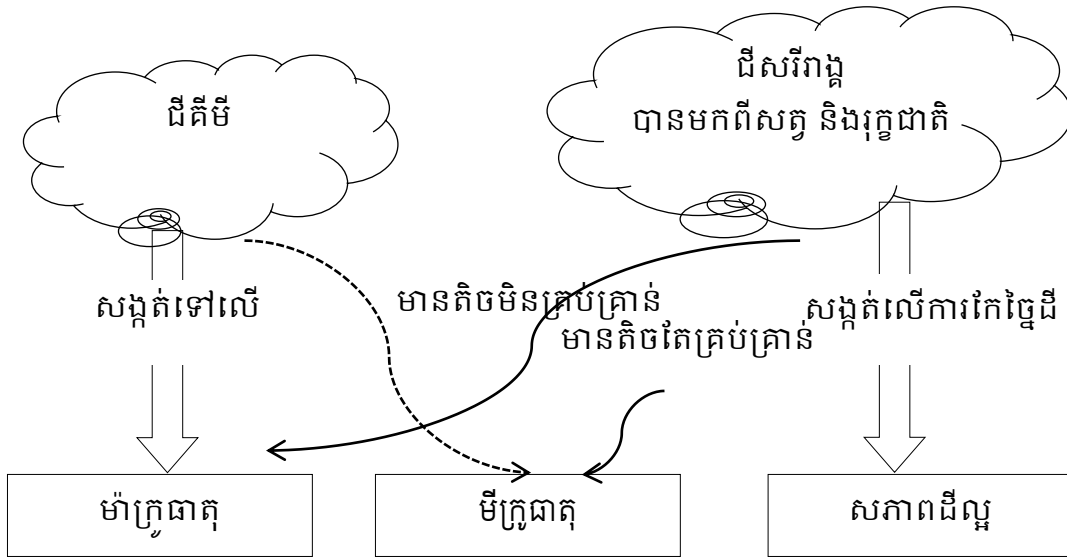 ជីគីមី
ជីសរីរាង្គ
បានមកពីសត្វ និងរុក្ខជាតិ
សង្កត់ទៅលើ
មានតិចមិនគ្រប់គ្រាន់
មានតិចតែគ្រប់គ្រាន់
សង្កត់លើការកែច្នៃដី
ម៉ាក្រូធាតុ
មីក្រូធាតុ
សភាពដីល្អ